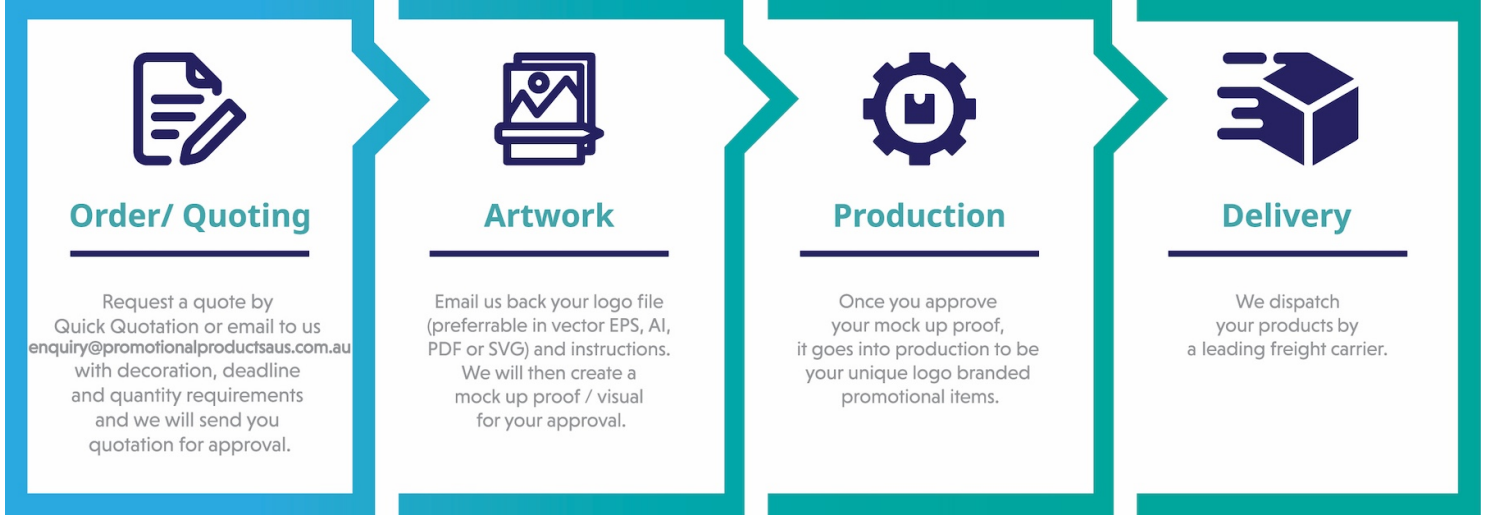 Order/ Quoting
Request a quote by
Quick Quotation or email to us
enquiry@promotionalproductsaus.com.au
with decoration, deadline
and quantity requirements
and we will send you
quotation for approval.
Artwork
Email us back your logo file
(preferrable in vector EPS, AI,
PDF or SVG) and instructions.
We will then create a
mock up proof / visual
for your approval.
Production
Once you approve
your mock up proof,
it goes into production to be
your unique logo branded
promotional items.
Delivery
We dispatch
your products by
a leading freight carrier.